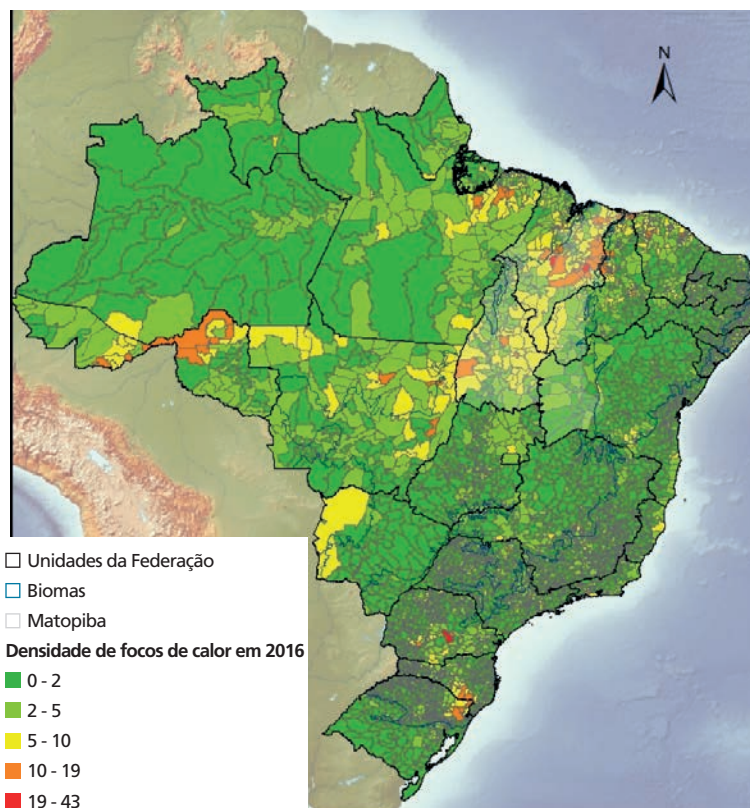 N
Unidades da Federação
Biomas
Matopiba
Densidade de focos de calor em 2016
0 - 2
2 - 5
5 - 10
10 - 19
19 - 43